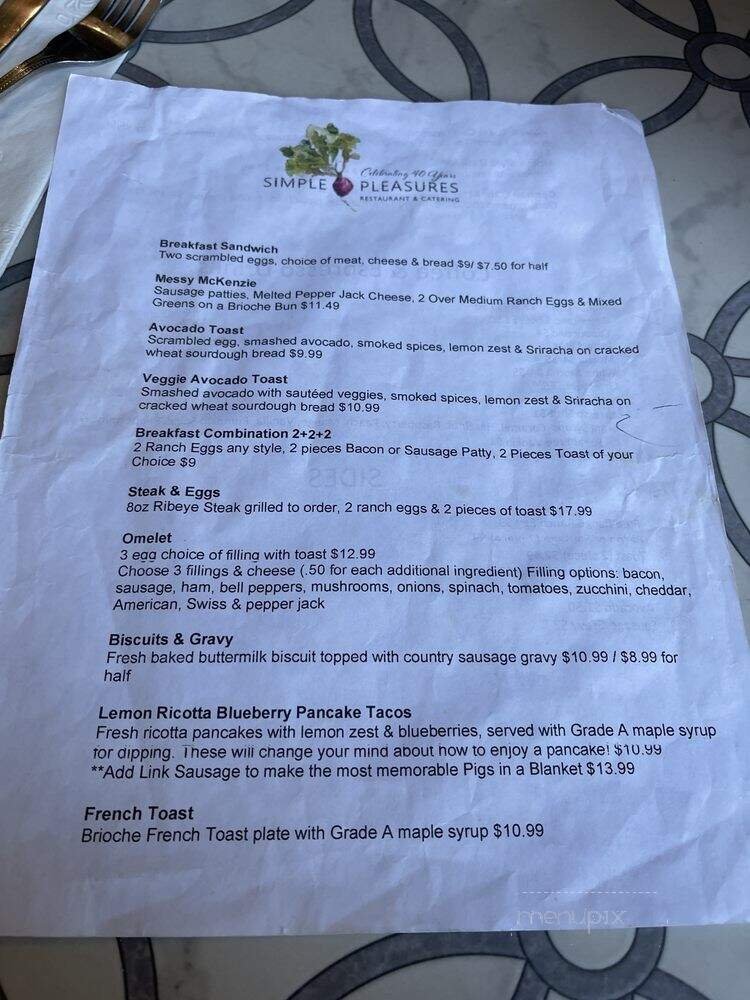 Celebrating 40 Years
SIMPLE PLEASURES
RESTAURANT & CATERING
Breakfast Sandwich
Two scrambled eggs, choice of meat, cheese & bread $9/ $7.50 for half
Messy McKenzie
Sausage patties, Melted Pepper Jack Cheese, 2 Over Medium Ranch Eggs & Mixed
Greens on a Brioche Bun $11.49
Avocado Toast
Scrambled egg, smashed avocado, smoked spices, lemon zest & Sriracha on cracked
wheat sourdough bread $9.99
Veggie Avocado Toast
Smashed avocado with sautéed veggies, smoked spices, lemon zest & Sriracha on
cracked wheat sourdough bread $10.99
Breakfast Combination 2+2+2
2 Ranch Eggs any style, 2 pieces Bacon or Sausage Patty, 2 Pieces Toast of your
Choice $9
Steak & Eggs
8oz Ribeye Steak grilled to order, 2 ranch eggs & 2 pieces of toast $17.99
Omelet
3 egg choice of filling with toast $12.99
Choose 3 fillings & cheese (.50 for each additional ingredient) Filling options: bacon,
sausage, ham, bell peppers, mushrooms, onions, spinach, tomatoes, zucchini, cheddar,
American, Swiss & pepper jack
Biscuits & Gravy
Fresh baked buttermilk biscuit topped with country sausage gravy $10.99 / $8.99 for
half
Lemon Ricotta Blueberry Pancake Tacos
Fresh ricotta pancakes with lemon zest & blueberries, served with Grade A maple syrup
for dipping. These will change your mind about how to enjoy a pancake! $10.99
**Add Link Sausage to make the most memorable Pigs in a Blanket $13.99
French Toast
Brioche French Toast plate with Grade A maple syrup $10.99
menupix